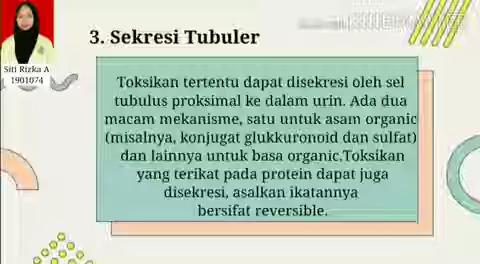 3. Sekresi Tubuler
Siti Rizka A
1901074
Toksikan tertentu dapat disekresi oleh sel
tubulus proksimal ke dalam urin. Ada dua
macam mekanisme, satu untuk asam organic
(misalnya, konjugat glukkuronoid dan sulfat)
dan lainnya untuk basa organic.Toksikan
yang terikat pada protein dapat juga
disekresi, asalkan ikatannya
bersifat reversible.